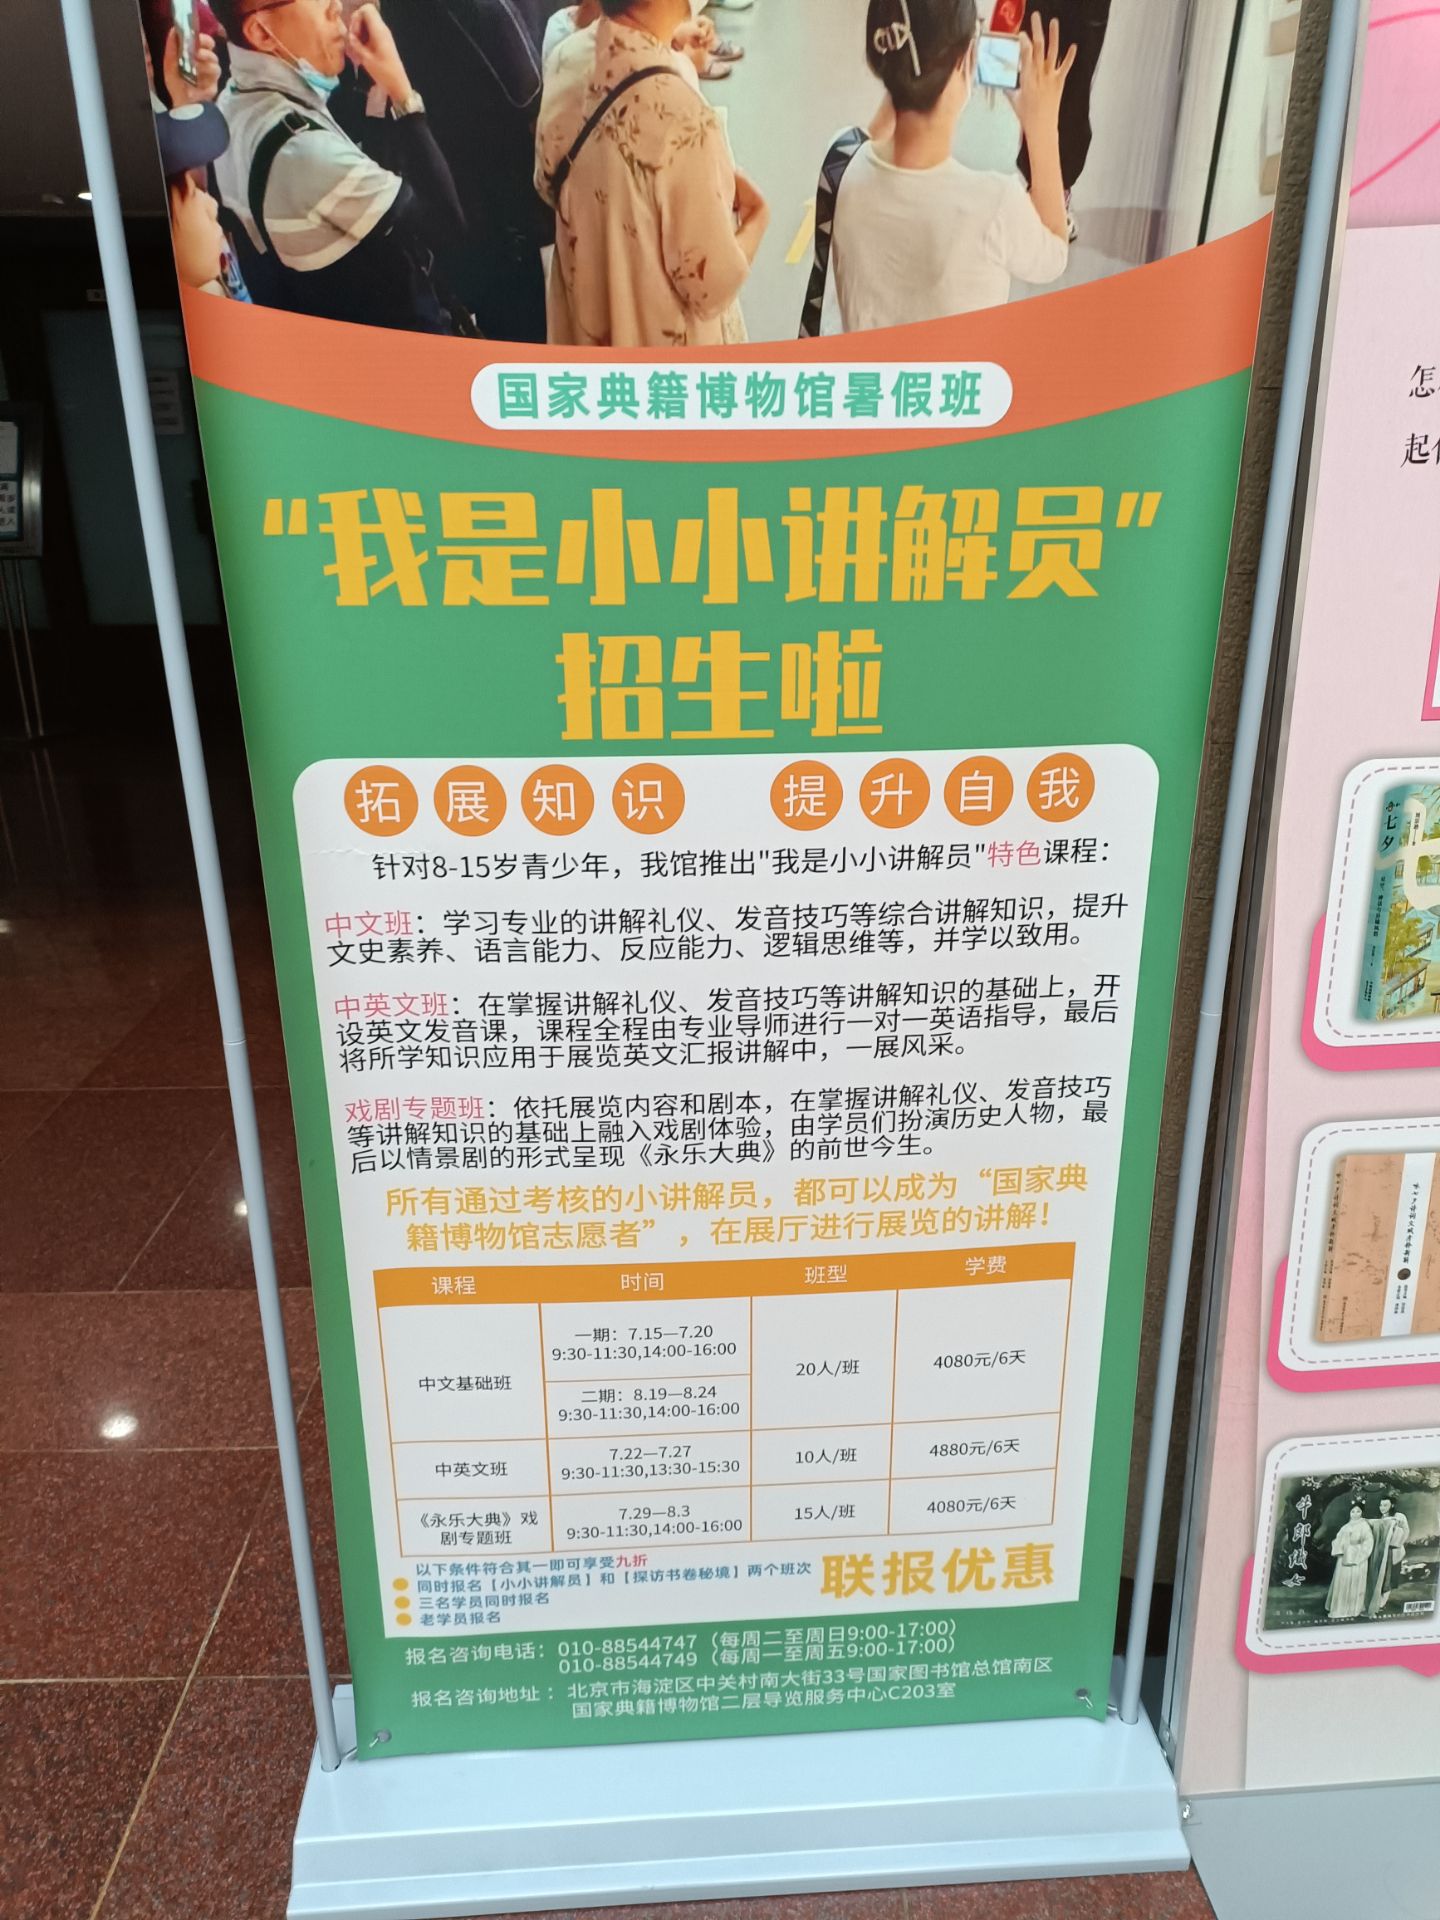 国家典籍博物馆暑假班
“我是小小讲解员”
招生啦
拓展知识 提升自我
针对8-15岁青少年，我馆推出"我是小小讲解员"特色课程：
中文班：学习专业的讲解礼仪、发音技巧等综合讲解知识，提升
文史素养、语言能力、反应能力、逻辑思维等，并学以致用。
中英文班：在掌握讲解礼仪、发音技巧等讲解知识的基础上，开
设英文发音课，课程全程由专业导师进行一对一英语指导，最后
将所学知识应用于展览英文汇报讲解中，一展风采。
戏剧专题班：依托展览内容和剧本，在掌握讲解礼仪、发音技巧
等讲解知识的基础上融入戏剧体验，由学员们扮演历史人物，最
后以情景剧的形式呈现《永乐大典》的前世今生。
所有通过考核的小讲解员，都可以成为“国家典
籍博物馆志愿者”，在展厅进行展览的讲解！
课程 时间 班型 学费
中文基础班
一期：7.15—7.20
9:30-11:30,14:00-16:00
二期：8.19—8.24
9:30-11:30,14:00-16:00
20人/班
4080元/6天
中英文班
7.22—7.27
9:30-11:30,13:30-15:30
10人/班
4880元/6天
《永乐大典》戏
剧专题班
7.29—8.3
9:30-11:30,14:00-16:00
15人/班
4080元/6天
以下条件符合其一即可享受九折
同时报名【小小讲解员】和【探访书卷秘境】两个班次
三名学员同时报名
老学员报名
联报优惠
报名咨询电话：010-88544747（每周二至周日9:00-17:00）
010-88544749（每周一至周五9:00-17:00）
报名咨询地址：北京市海淀区中关村南大街33号国家图书馆总馆南区
国家典籍博物馆二层导览服务中心C203室
怎
起
七夕
牛郎织女